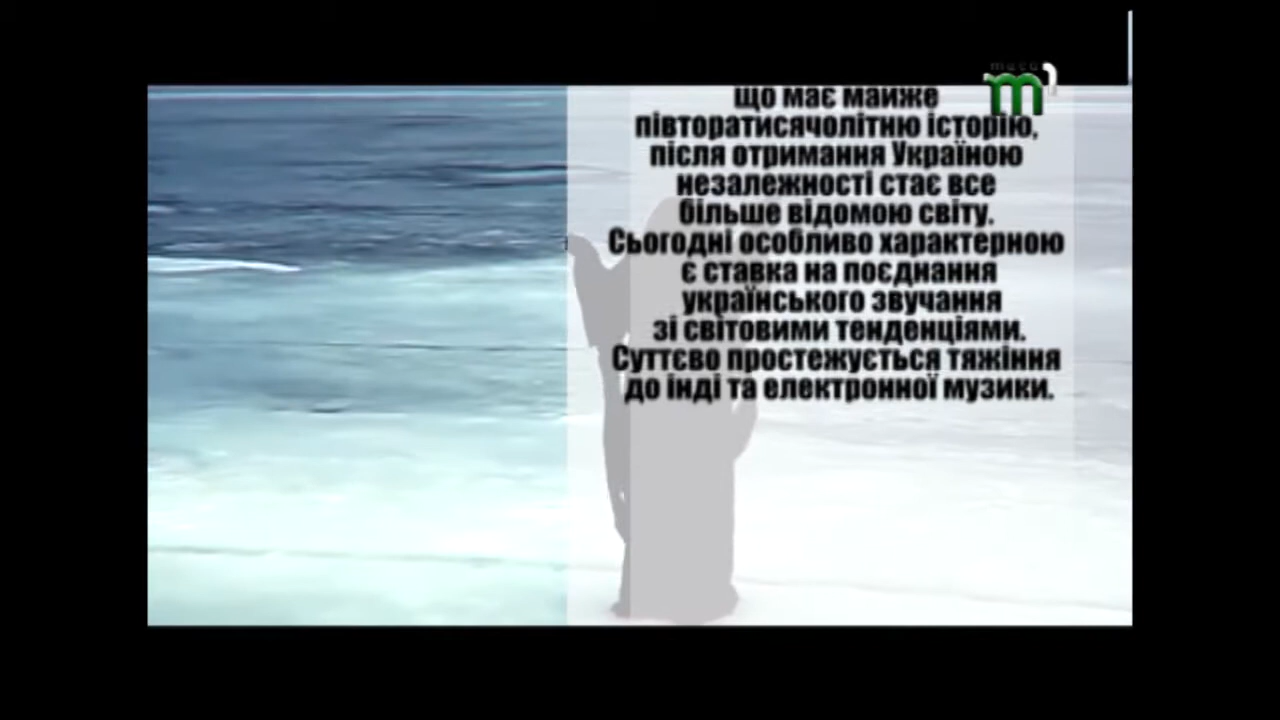 що має майже
півторатисячолітню історію,
після отримання Україною
незалежності стає все
більше відомою світу.
Сьогодні особливо характерною
є ставка на поєднання
українського звучання
зі світовими тенденціями.
Суттєво простежується тяжіння
до інді та електронної музики.
m